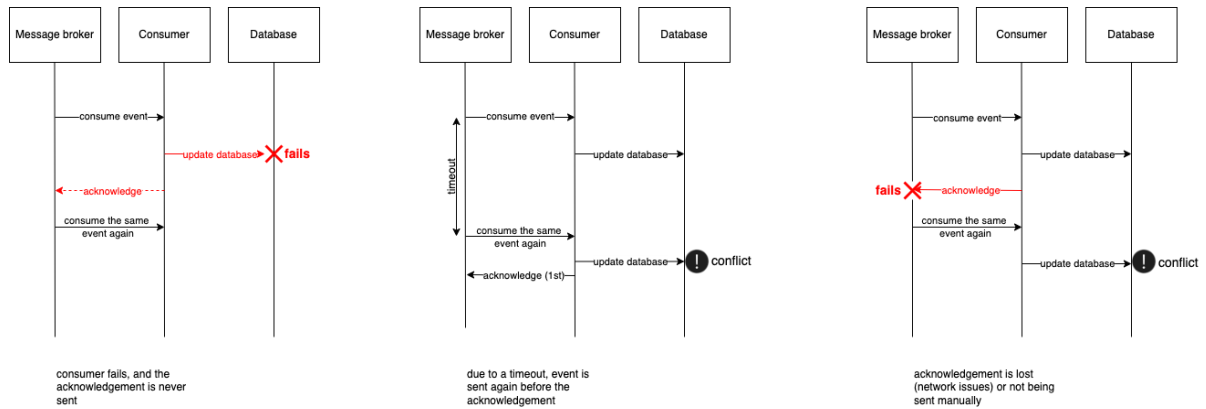 Message broker
Consumer
Database
consume event
update database
fails
acknowledge
consume the same
event again
consumer fails, and the
acknowledgement is never
sent
Message broker
Consumer
Database
consume event
timeout
update database
consume the same
event again
update database
! conflict
acknowledge (1st)
due to a timeout, event is
sent again before the
acknowledgement
Message broker
Consumer
Database
consume event
update database
fails
acknowledge
consume the same
event again
update database
! conflict
acknowledgement is lost
(network issues) or not being
sent manually